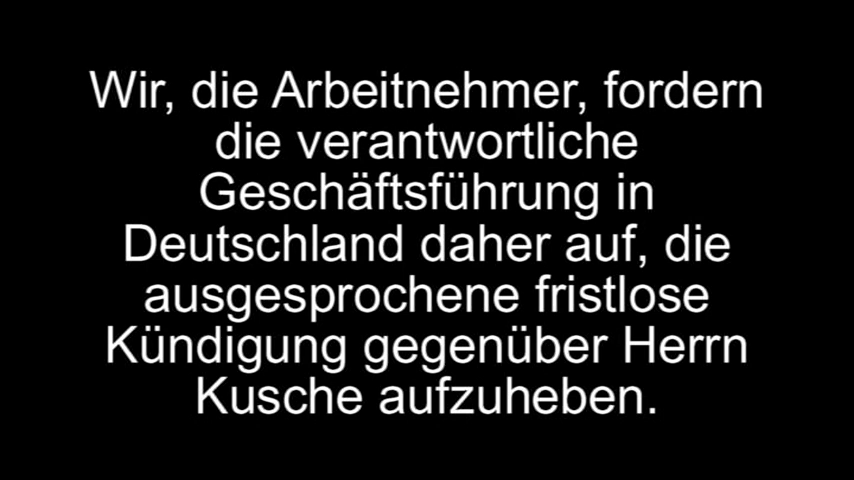 Wir, die Arbeitnehmer, fordern
die verantwortliche
Geschäftsführung in
Deutschland daher auf, die
ausgesprochene fristlose
Kündigung gegenüber Herrn
Kusche aufzuheben.